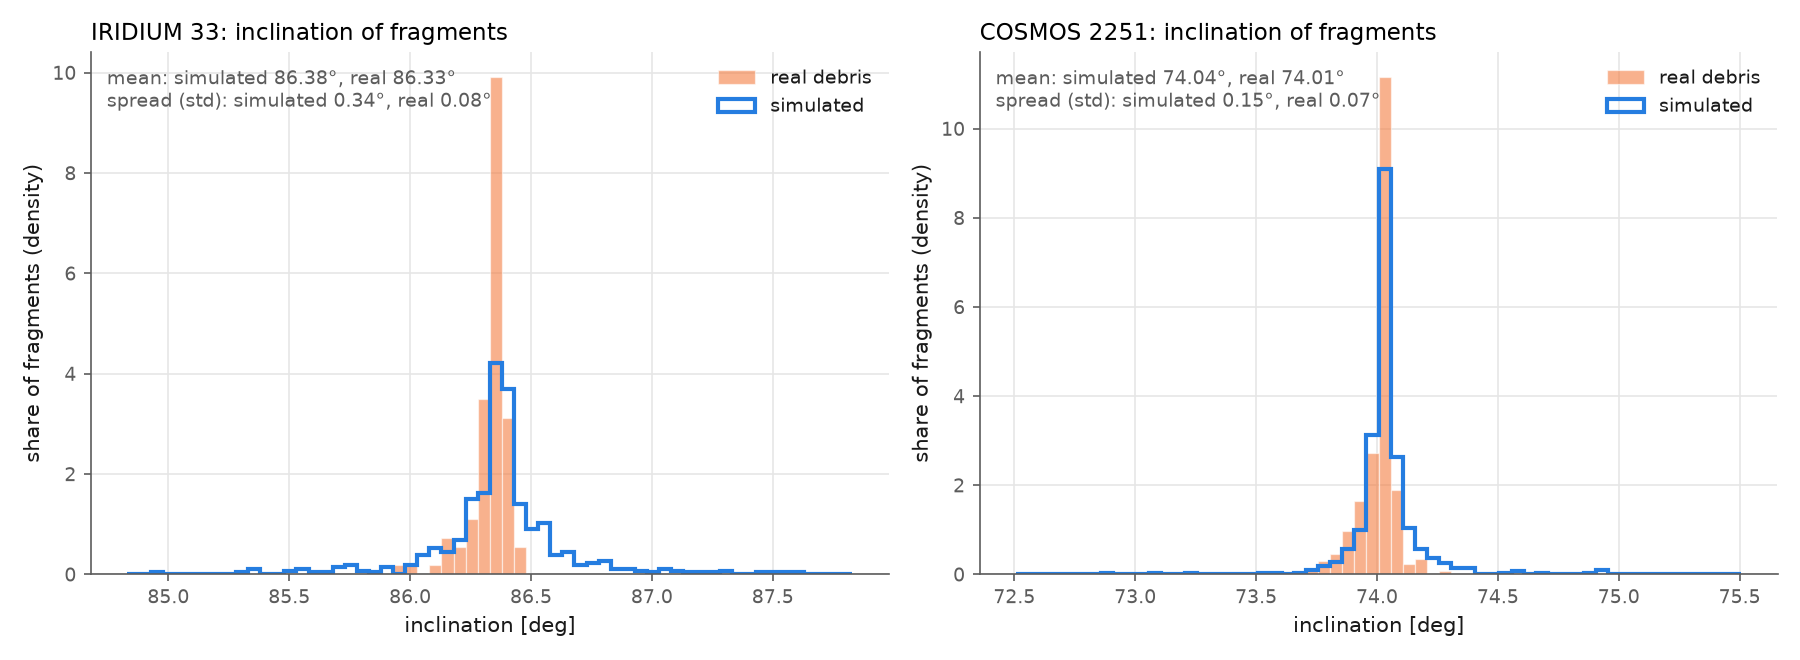 IRIDIUM 33: inclination of fragments
mean: simulated 86.38°, real 86.33°
spread (std): simulated 0.34°, real 0.08°
real debris
simulated
share of fragments (density)
10
8
6
4
2
0
85.0 85.5 86.0 86.5 87.0 87.5
inclination [deg]
COSMOS 2251: inclination of fragments
mean: simulated 74.04°, real 74.01°
spread (std): simulated 0.15°, real 0.07°
real debris
simulated
share of fragments (density)
10
8
6
4
2
0
72.5 73.0 73.5 74.0 74.5 75.0 75.5
inclination [deg]